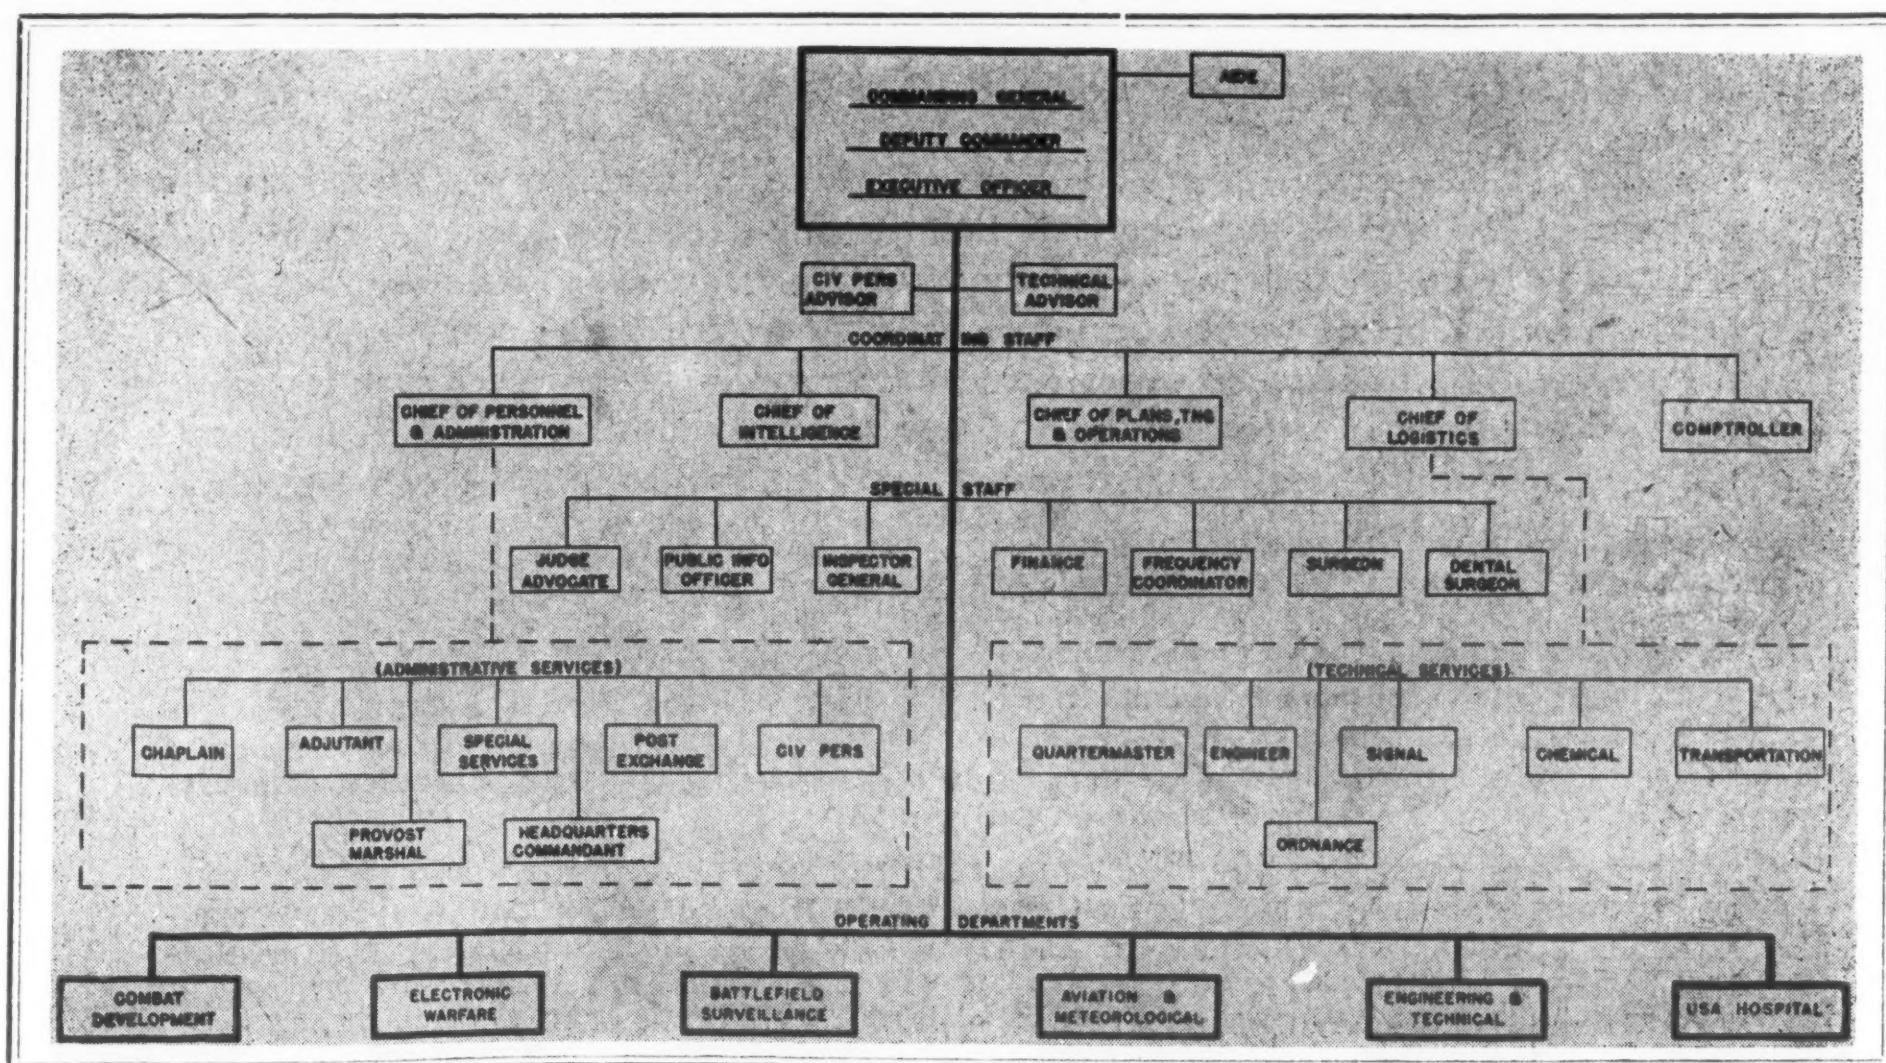 COMMANDING GENERAL
AIDE
DEPUTY COMMANDER
EXECUTIVE OFFICER
CIV PERS
ADVISOR
TECHNICAL
ADVISOR
COORDINATING STAFF
CHIEF OF PERSONNEL
& ADMINISTRATION
CHIEF OF
INTELLIGENCE
CHIEF OF PLANS, TNG
& OPERATIONS
CHIEF OF
LOGISTICS
COMPTROLLER
SPECIAL STAFF
JUDGE
ADVOCATE
PUBLIC INFO
OFFICER
INSPECTOR
GENERAL
FINANCE
FREQUENCY
COORDINATOR
SURGEON
DENTAL
SURGEON
(ADMINISTRATIVE SERVICES)
(TECHNICAL SERVICES)
CHAPLAIN
ADJUTANT
SPECIAL
SERVICES
POST
EXCHANGE
CIV PERS
QUARTERMASTER
ENGINEER
SIGNAL
CHEMICAL
TRANSPORTATION
PROVOST
MARSHAL
HEADQUARTERS
COMMANDANT
ORDNANCE
OPERATING DEPARTMENTS
COMBAT
DEVELOPMENT
ELECTRONIC
WARFARE
BATTLEFIELD
SURVEILLANCE
AVIATION &
METEOROLOGICAL
ENGINEERING &
TECHNICAL
USA HOSPITAL